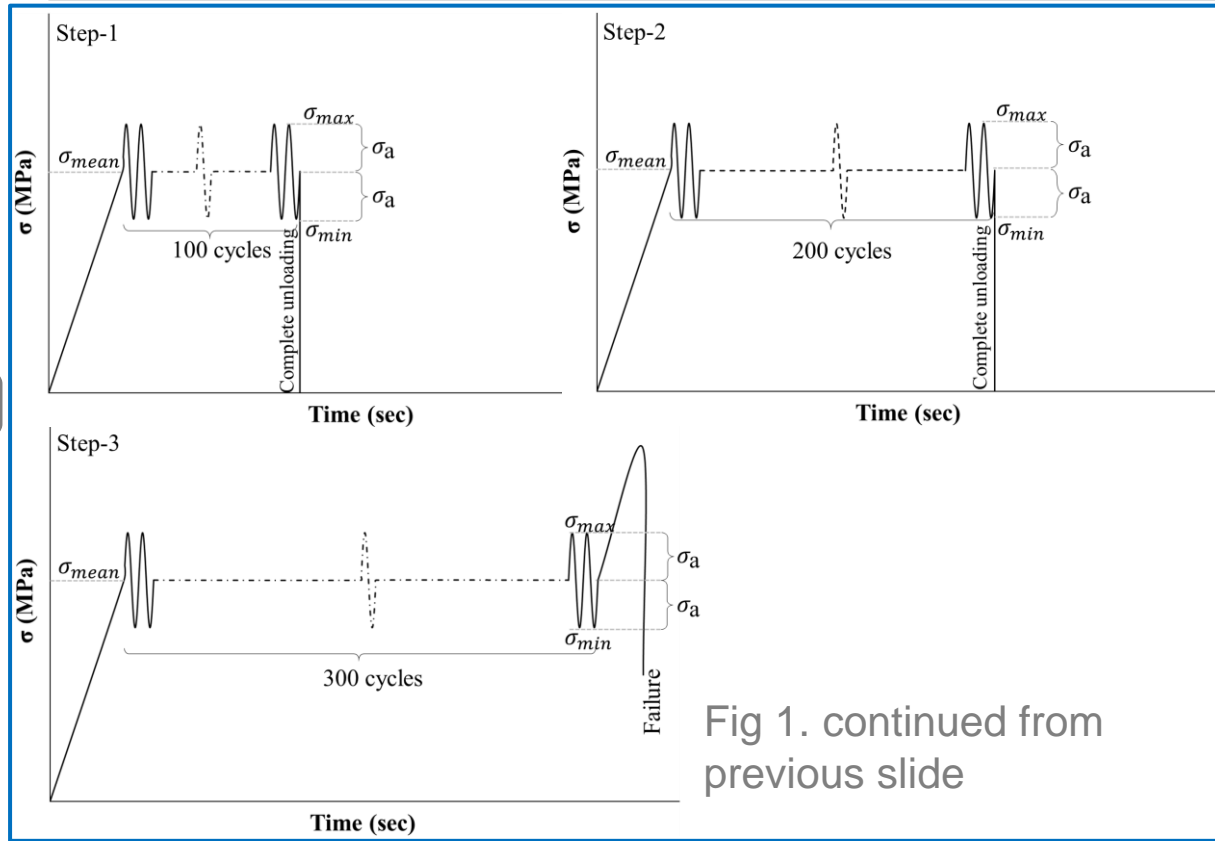 Step-1
σ (MPa)
σmean
σmax
σa
σa
σmin
100 cycles
Complete unloading
Time (sec)
Step-2
σ (MPa)
σmean
σmax
σa
σa
σmin
200 cycles
Complete unloading
Time (sec)
Step-3
σ (MPa)
σmean
σmax
σa
σa
σmin
300 cycles
Failure
Time (sec)
Fig 1. continued from
previous slide